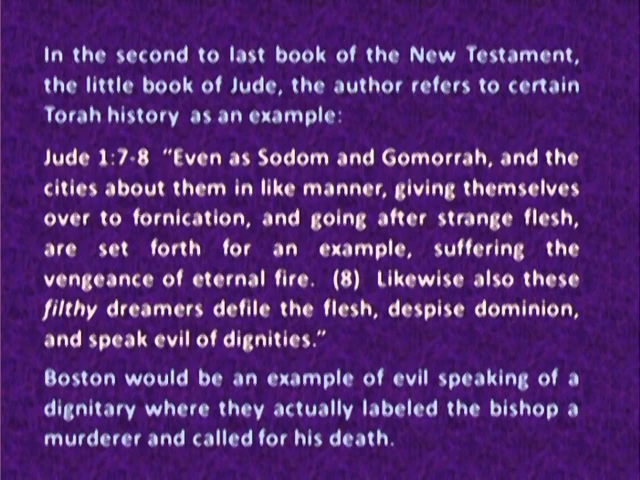 In the second to last book of the New Testament,
the little book of Jude, the author refers to certain
Torah history as an example:
Jude 1:7-8 "Even as Sodom and Gomorrah, and the
cities about them in like manner, giving themselves
over to fornication, and going after strange flesh,
are set forth for an example, suffering the
vengeance of eternal fire. (8) Likewise also these
filthy dreamers defile the flesh, despise dominion,
and speak evil of dignities."
Boston would be an example of evil speaking of a
dignitary where they actually labeled the bishop a
murderer and called for his death.